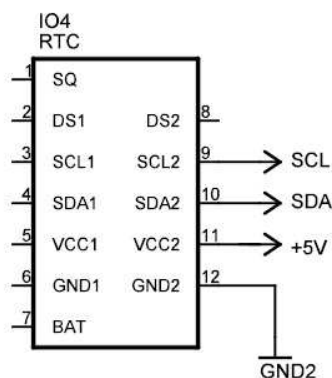 IO4
RTC
1 SQ
2 DS1 DS2 8
3 SCL1 SCL2 9 SCL
4 SDA1 SDA2 10 SDA
5 VCC1 VCC2 11 +5V
6 GND1 GND2 12
7 BAT
GND2